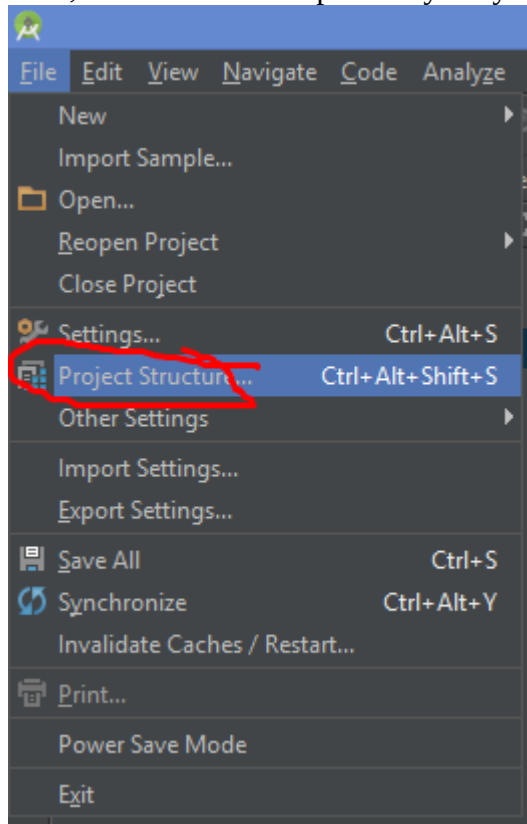 File Edit View Navigate Code Analyze
New
Import Sample...
Open...
Reopen Project
Close Project
Settings... Ctrl+Alt+S
Project Structure... Ctrl+Alt+Shift+S
Other Settings
Import Settings...
Export Settings...
Save All Ctrl+S
Synchronize Ctrl+Alt+Y
Invalidate Caches / Restart...
Print...
Power Save Mode
Exit